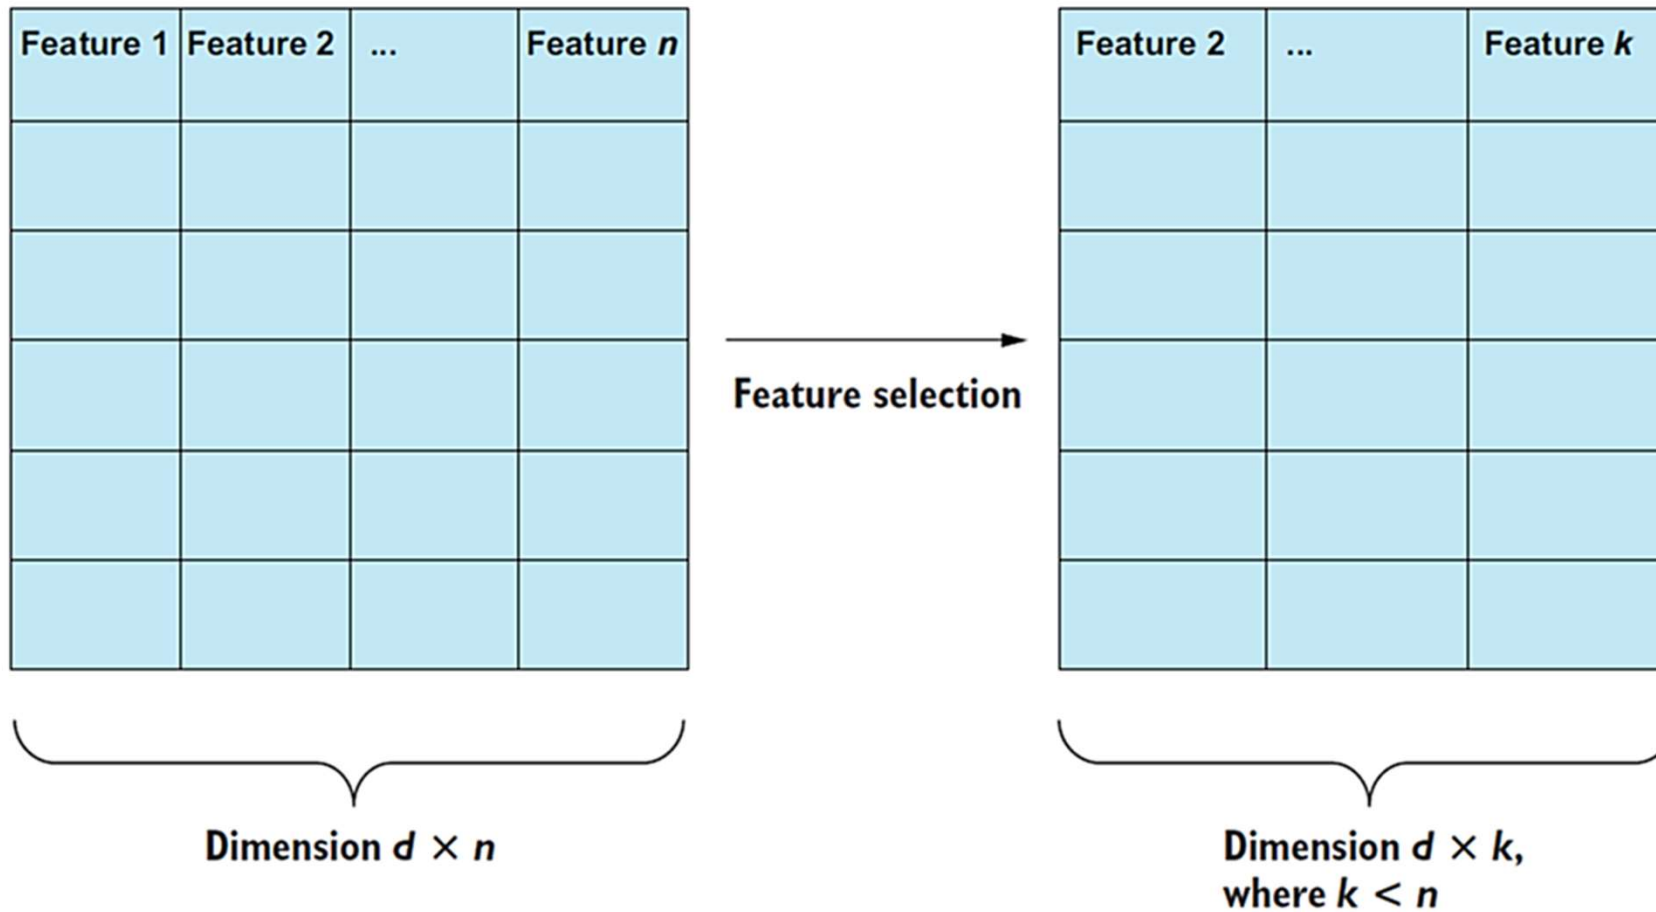 Feature 1 Feature 2 ... Feature n
Feature 2 ... Feature k
Feature selection
Dimension d × n
Dimension d × k,
where k < n